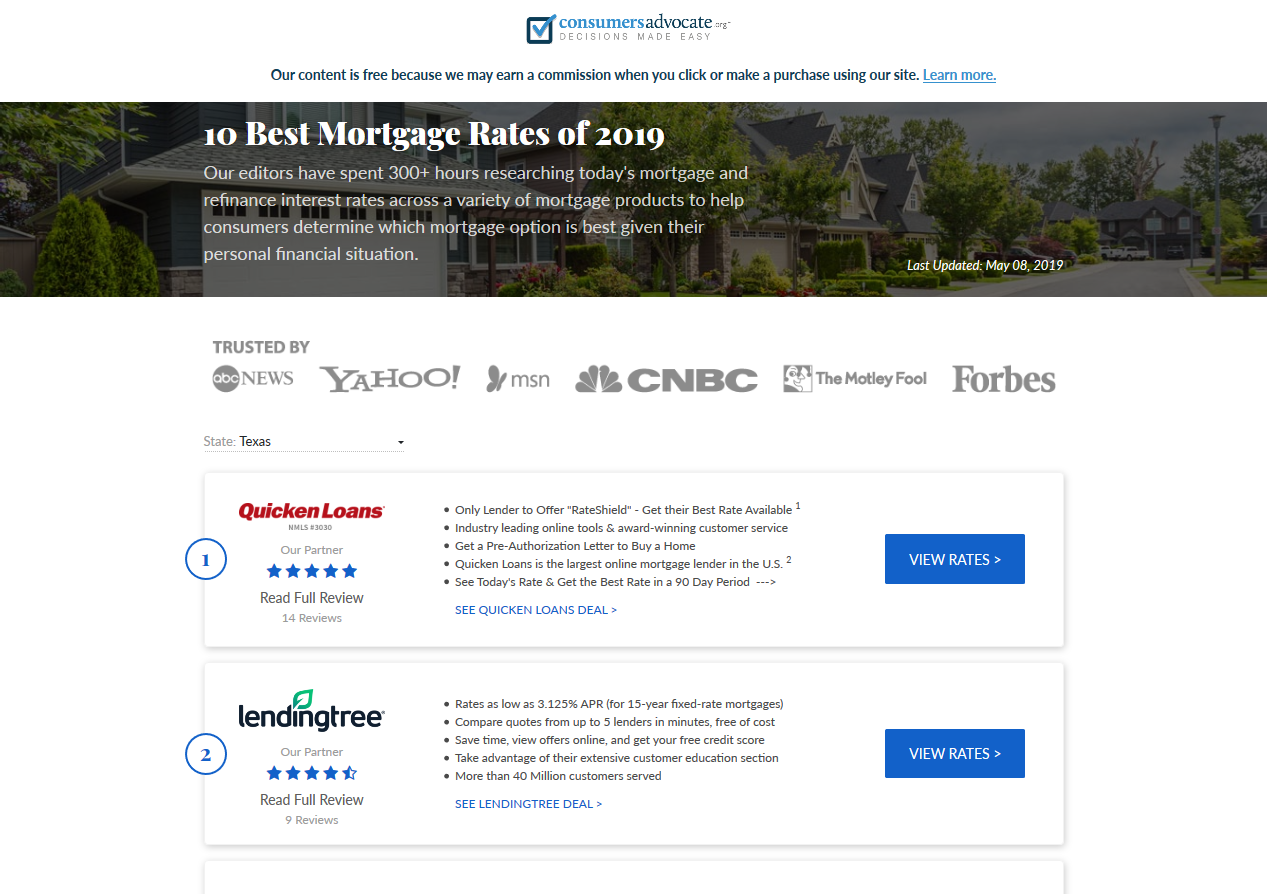 consumersadvocate.org™
DECISIONS MADE EASY
Our content is free because we may earn a commission when you click or make a purchase using our site. Learn more.
10 Best Mortgage Rates of 2019
Our editors have spent 300+ hours researching today's mortgage and
refinance interest rates across a variety of mortgage products to help
consumers determine which mortgage option is best given their
personal financial situation.
Last Updated: May 08, 2019
TRUSTED BY
abc NEWS YAHOO! msn CNBC The Motley Fool Forbes
State: Texas
1
Quicken Loans
NMLS #3030
Our Partner
Read Full Review
14 Reviews
• Only Lender to Offer "RateShield" - Get their Best Rate Available 1
• Industry leading online tools & award-winning customer service
• Get a Pre-Authorization Letter to Buy a Home
• Quicken Loans is the largest online mortgage lender in the U.S. 2
• See Today's Rate & Get the Best Rate in a 90 Day Period --->
SEE QUICKEN LOANS DEAL >
VIEW RATES >
2
lendingtree
Our Partner
Read Full Review
9 Reviews
• Rates as low as 3.125% APR (for 15-year fixed-rate mortingages)
• Compare quotes from up to 5 lenders in minutes, free of cost
• Save time, view offers online, and get your free credit score
• Take advantage of their extensive customer education section
• More than 40 Million customers served
SEE LENDINGTREE DEAL >
VIEW RATES >